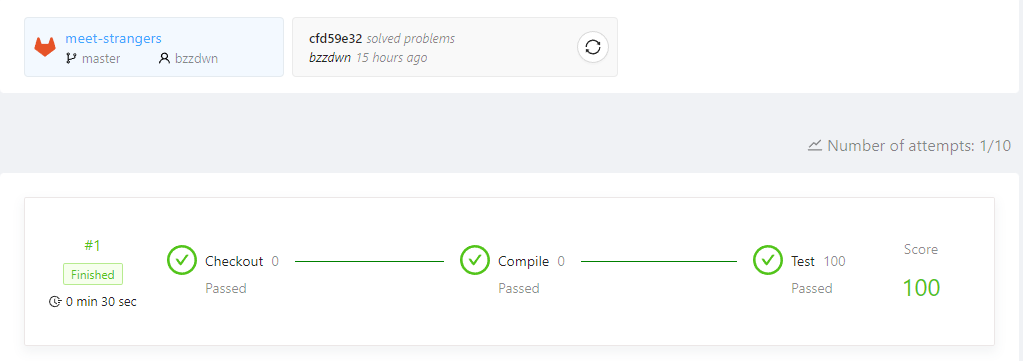 meet-strangers
master bzzdwn
cfd59e32 solved problems
bzzdwn 15 hours ago
Number of attempts: 1/10
#1
Finished
0 min 30 sec
Checkout 0
Passed
Compile 0
Passed
Test 100
Passed
Score
100